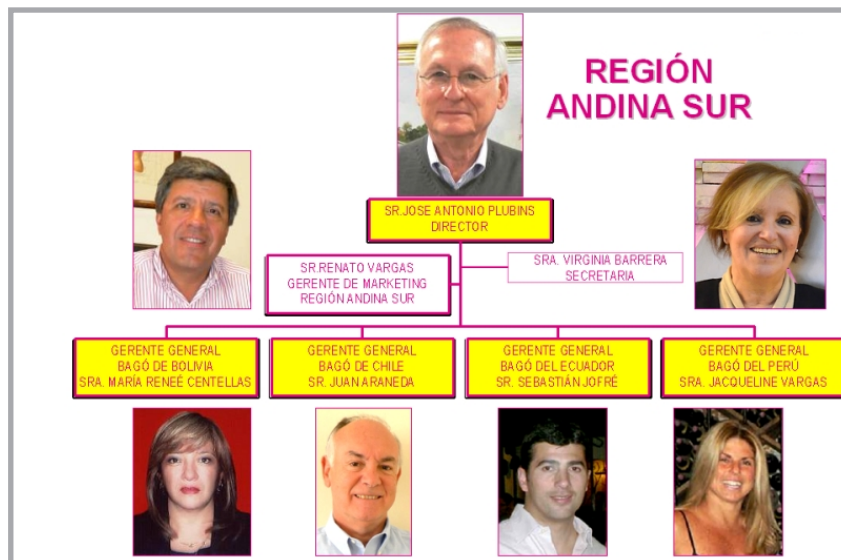 REGIÓN
ANDINA SUR
SR.JOSE ANTONIO PLUBINS
DIRECTOR
SR.RENATO VARGAS
GERENTE DE MARKETING
REGIÓN ANDINA SUR
SRA. VIRGINIA BARRERA
SECRETARIA
GERENTE GENERAL
BAGÓ DE BOLIVIA
SRA. MARÍA RENEÉ CENTELLAS
GERENTE GENERAL
BAGÓ DE CHILE
SR. JUAN ARANEDA
GERENTE GENERAL
BAGÓ DEL ECUADOR
SR. SEBASTIÁN JOFRÉ
GERENTE GENERAL
BAGÓ DEL PERÚ
SRA. JACQUELINE VARGAS